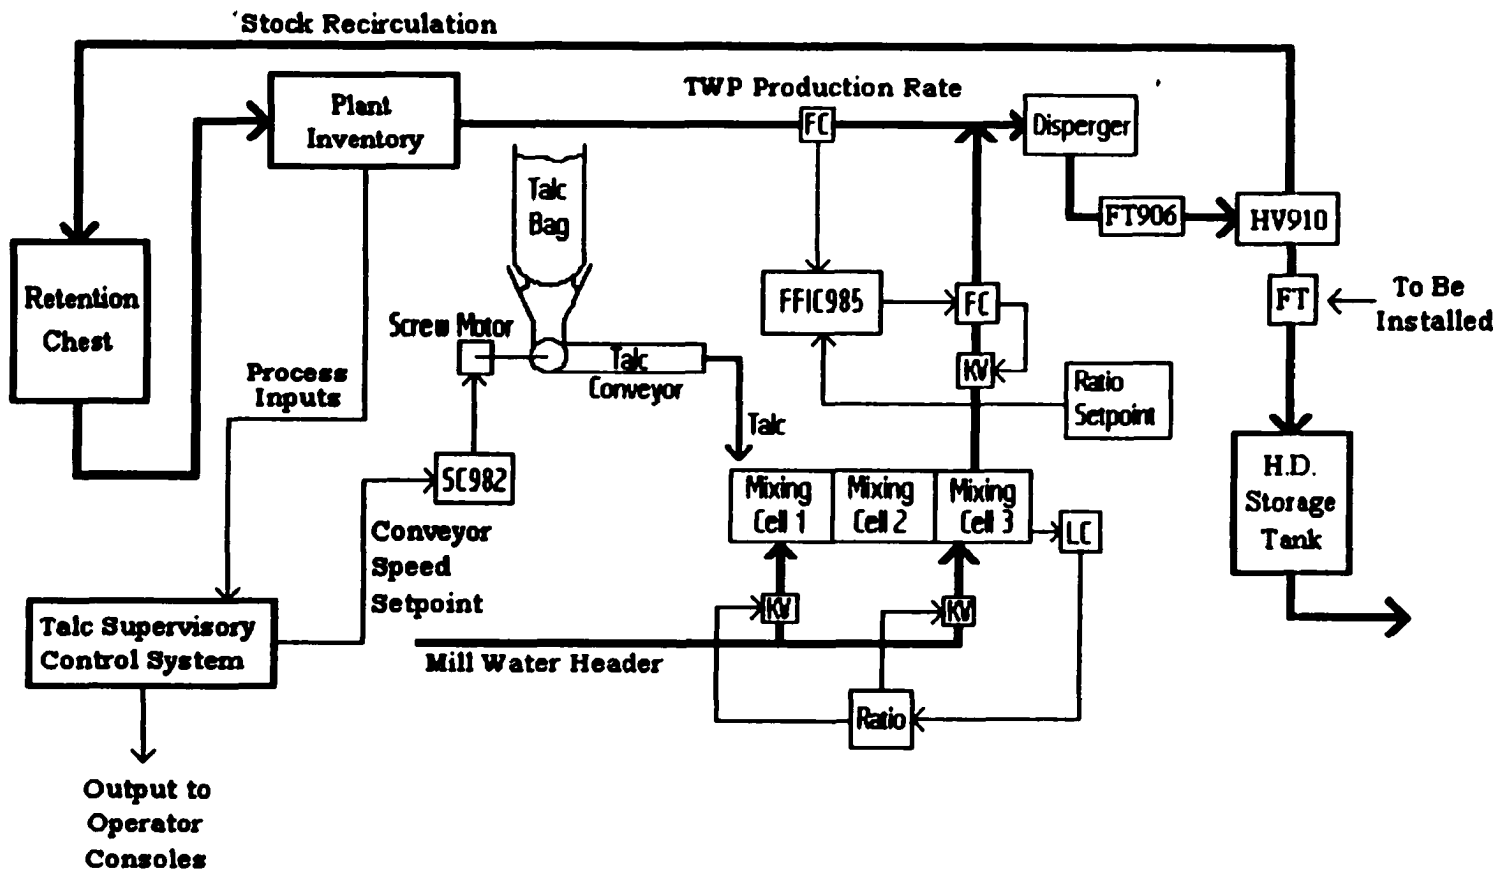 Stock Recirculation
Plant
Inventory
TWP Production Rate
FC
Disperger
Talc
Bag
FT906
HV910
Retention
Chest
FFIC985
FC
FT
To Be
Installed
Screw Motor
Talc
Conveyor
KV
Ratio
Setpoint
Process
Inputs
Talc
SC982
Mixing
Cell 1
Mixing
Cell 2
Mixing
Cell 3
LC
H.D.
Storage
Tank
Conveyor
Speed
Setpoint
KV
KV
Talc Supervisory
Control System
Mill Water Header
Ratio
Output to
Operator
Consoles